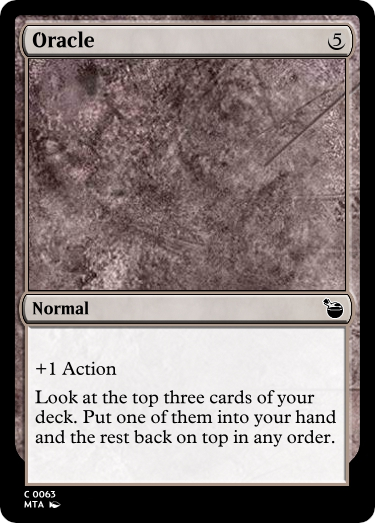 Oracle 5
Normal
+1 Action
Look at the top three cards of your
deck. Put one of them into your hand
and the rest back on top in any order.
C 0063
MTA